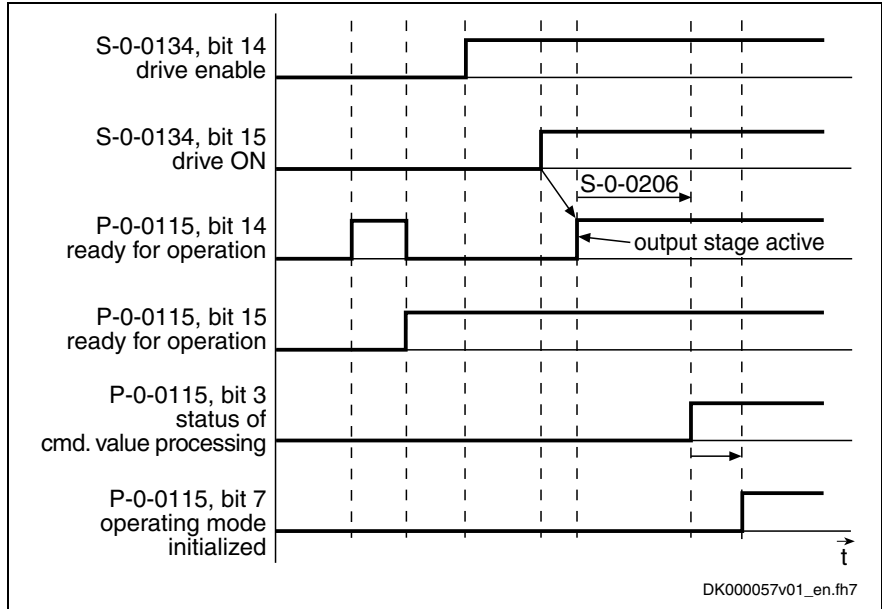 S-0-0134, bit 14
drive enable
S-0-0134, bit 15
drive ON
S-0-0206
P-0-0115, bit 14
ready for operation
output stage active
P-0-0115, bit 15
ready for operation
P-0-0115, bit 3
status of
cmd. value processing
P-0-0115, bit 7
operating mode
initialized
t
DK000057v01_en.fh7